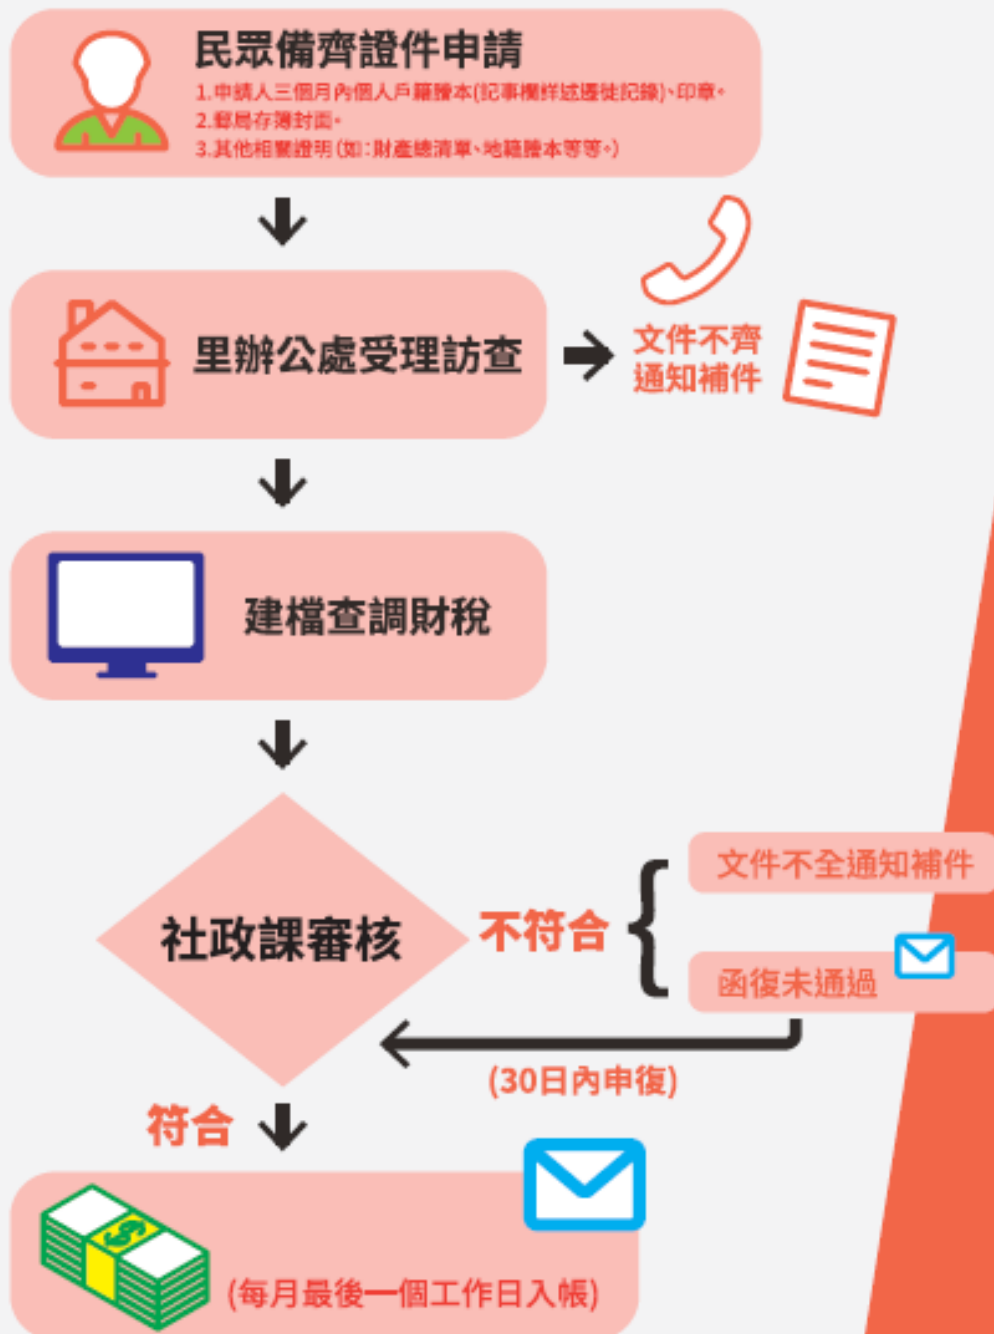 民眾備齊證件申請
1.申請人三個月內個人戶籍謄本(記事欄詳述遷徙記錄)、印章。
2.郵局存簿封面。
3.其他相關證明(如:財產總清單、地籍謄本等等。)
里辦公處受理訪查
文件不齊
通知補件
建檔查調財稅
社政課審核
不符合
文件不全通知補件
函復未通過
(30日內申復)
符合
(每月最後一個工作日入帳)